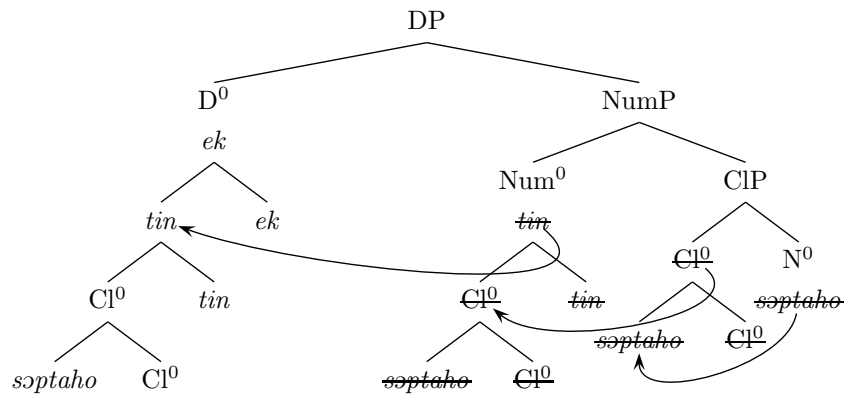 DP
D⁰ NumP
ek
Num⁰ ClP
tin ek tin
Cl⁰ N⁰
Cl⁰ tin Cl⁰ tin sɔptaho
sɔptaho Cl⁰
sɔptaho Cl⁰ sɔptaho Cl⁰